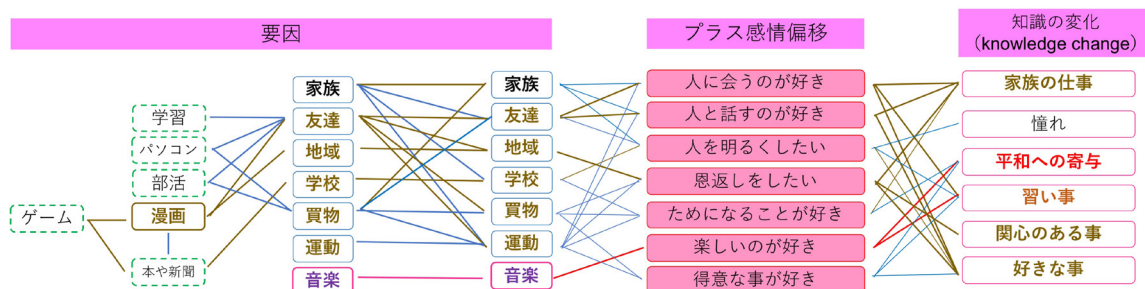 要因
プラス感情偏移
知識の変化
（knowledge change）
ゲーム
学習
パソコン
部活
漫画
本や新聞
家族
友達
地域
学校
買物
運動
音楽
家族
友達
地域
学校
買物
運動
音楽
人に会うのが好き
人と話すのが好き
人を明るくしたい
恩返しをしたい
ためになることが好き
楽しいのが好き
得意な事が好き
家族の仕事
憧れ
平和への寄与
習い事
関心のある事
好きな事